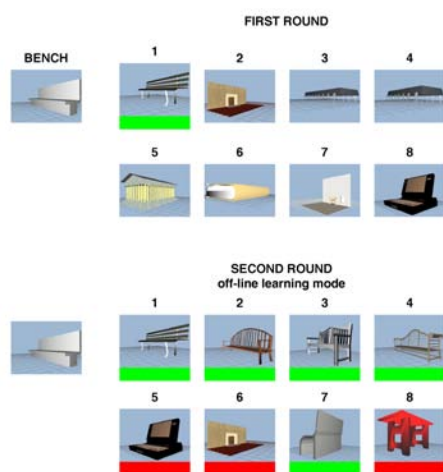 FIRST ROUND
BENCH
1 2 3 4
5 6 7 8
SECOND ROUND
off-line learning mode
1 2 3 4
5 6 7 8